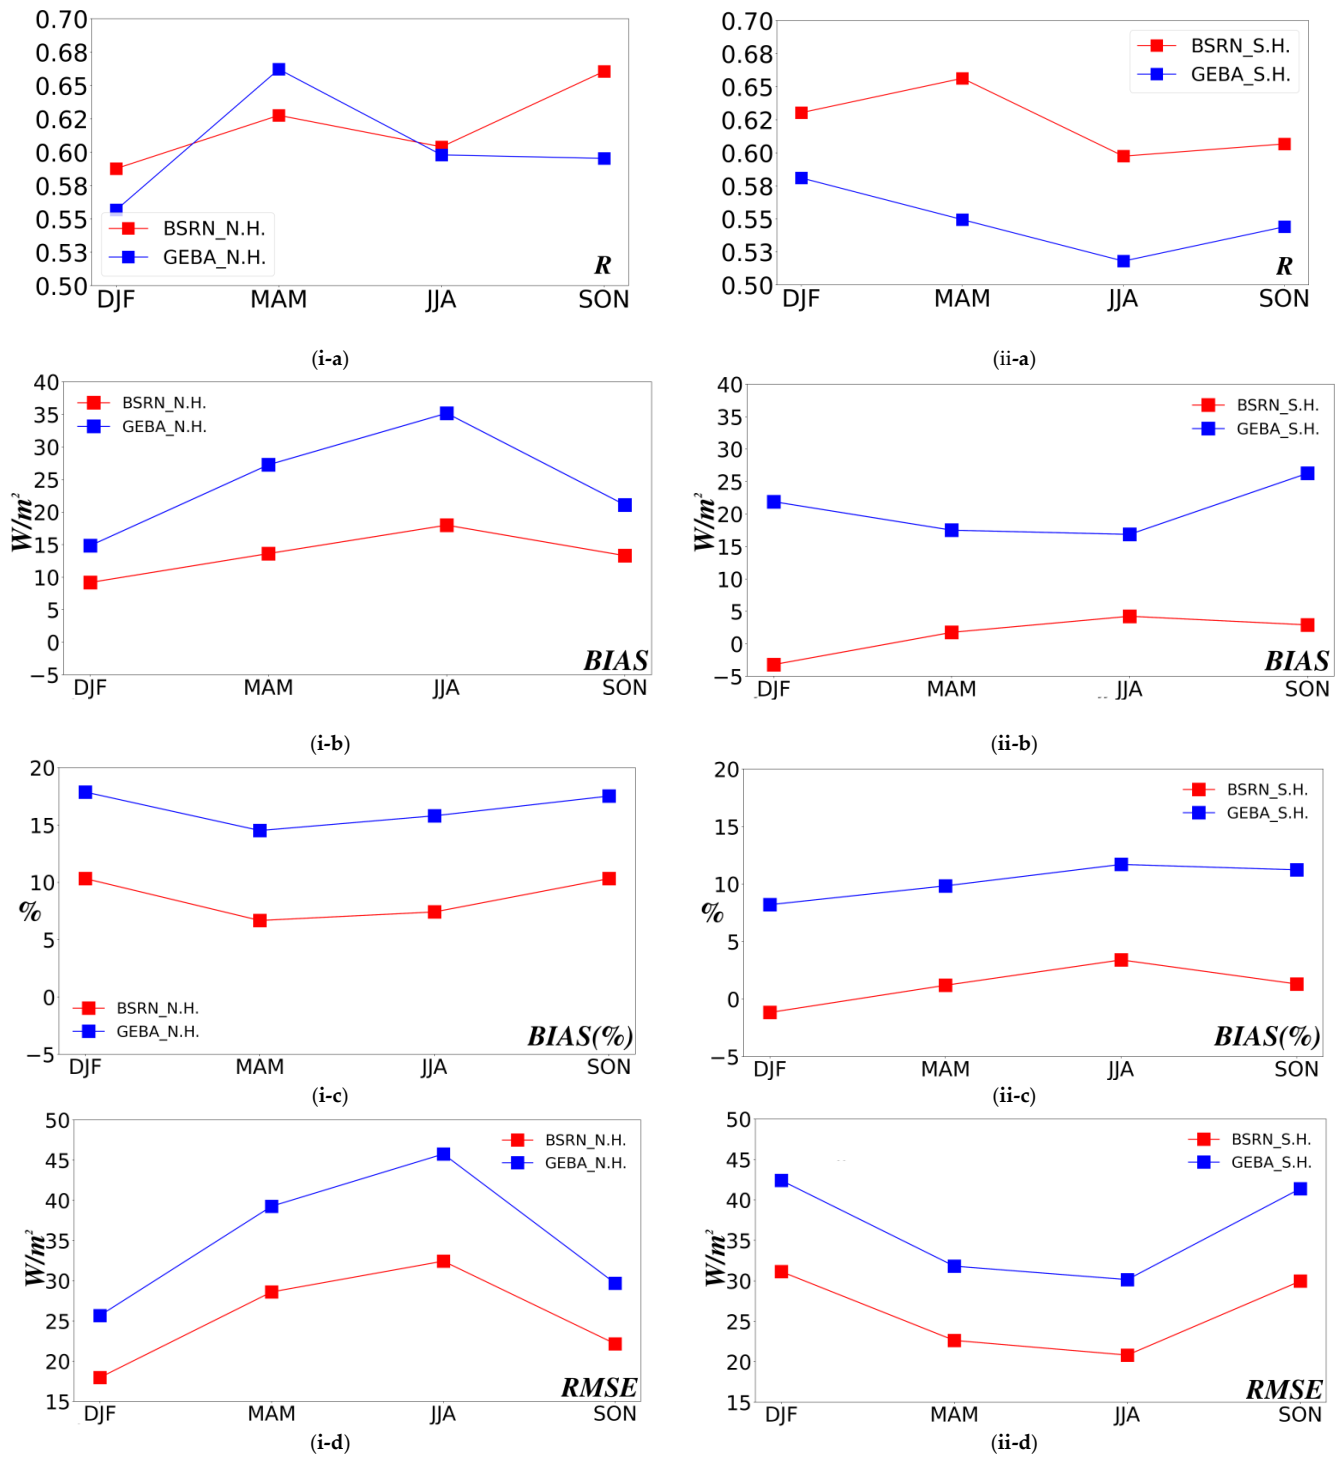 0.70
0.68
0.65
0.62
0.60
0.58
0.55
0.53
0.50
BSRN_N.H.
GEBA_N.H.
R
DJF MAM JJA SON
(i-a)
0.70
0.68
0.65
0.62
0.60
0.58
0.55
0.53
0.50
BSRN_S.H.
GEBA_S.H.
R
DJF MAM JJA SON
(ii-a)
40
35
30
25
20
15
10
5
0
−5
W/m²
BSRN_N.H.
GEBA_N.H.
BIAS
DJF MAM JJA SON
(i-b)
40
35
30
25
20
15
10
5
0
−5
W/m²
BSRN_S.H.
GEBA_S.H.
BIAS
DJF MAM JJA SON
(ii-b)
20
15
10
5
0
−5
%
BSRN_N.H.
GEBA_N.H.
BIAS(%)
DJF MAM JJA SON
(i-c)
20
15
10
5
0
−5
%
BSRN_S.H.
GEBA_S.H.
BIAS(%)
DJF MAM JJA SON
(ii-c)
50
45
40
35
30
25
20
15
W/m²
BSRN_N.H.
GEBA_N.H.
RMSE
DJF MAM JJA SON
(i-d)
50
45
40
35
30
25
20
15
W/m²
BSRN_S.H.
GEBA_S.H.
RMSE
DJF MAM JJA SON
(ii-d)